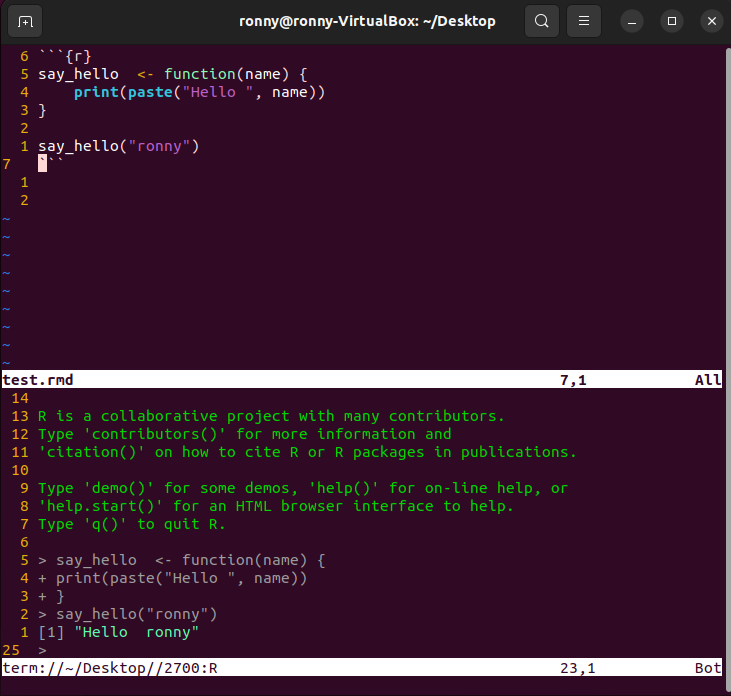 ronny@ronny-VirtualBox: ~/Desktop
6 ```{r}
5 say_hello  <- function(name) {
4     print(paste("Hello ", name))
3 }
2
1 say_hello("ronny")
7   ```
1
2
~
~
~
~
~
~
~
~
~
test.rmd 7,1 All
14
13 R is a collaborative project with many contributors.
12 Type 'contributors()' for more information and
11 'citation()' on how to cite R or R packages in publications.
10
9 Type 'demo()' for some demos, 'help()' for on-line help, or
8 'help.start()' for an HTML browser interface to help.
7 Type 'q()' to quit R.
6
5 > say_hello  <- function(name) {
4 + print(paste("Hello ", name))
3 + }
2 > say_hello("ronny")
1 [1] "Hello  ronny"
25  >
term://~/Desktop//2700:R 23,1 Bot